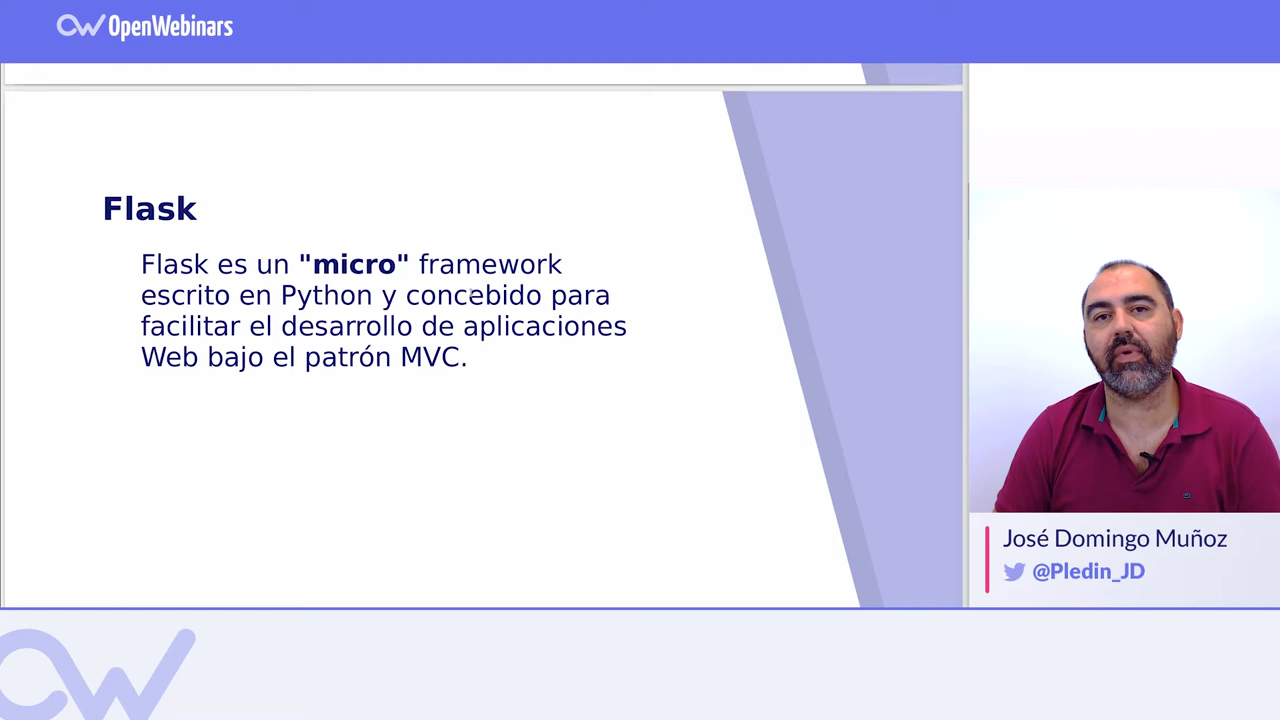 OpenWebinars
Flask
Flask es un "micro" framework
escrito en Python y concebido para
facilitar el desarrollo de aplicaciones
Web bajo el patrón MVC.
José Domingo Muñoz
@Pledin_JD